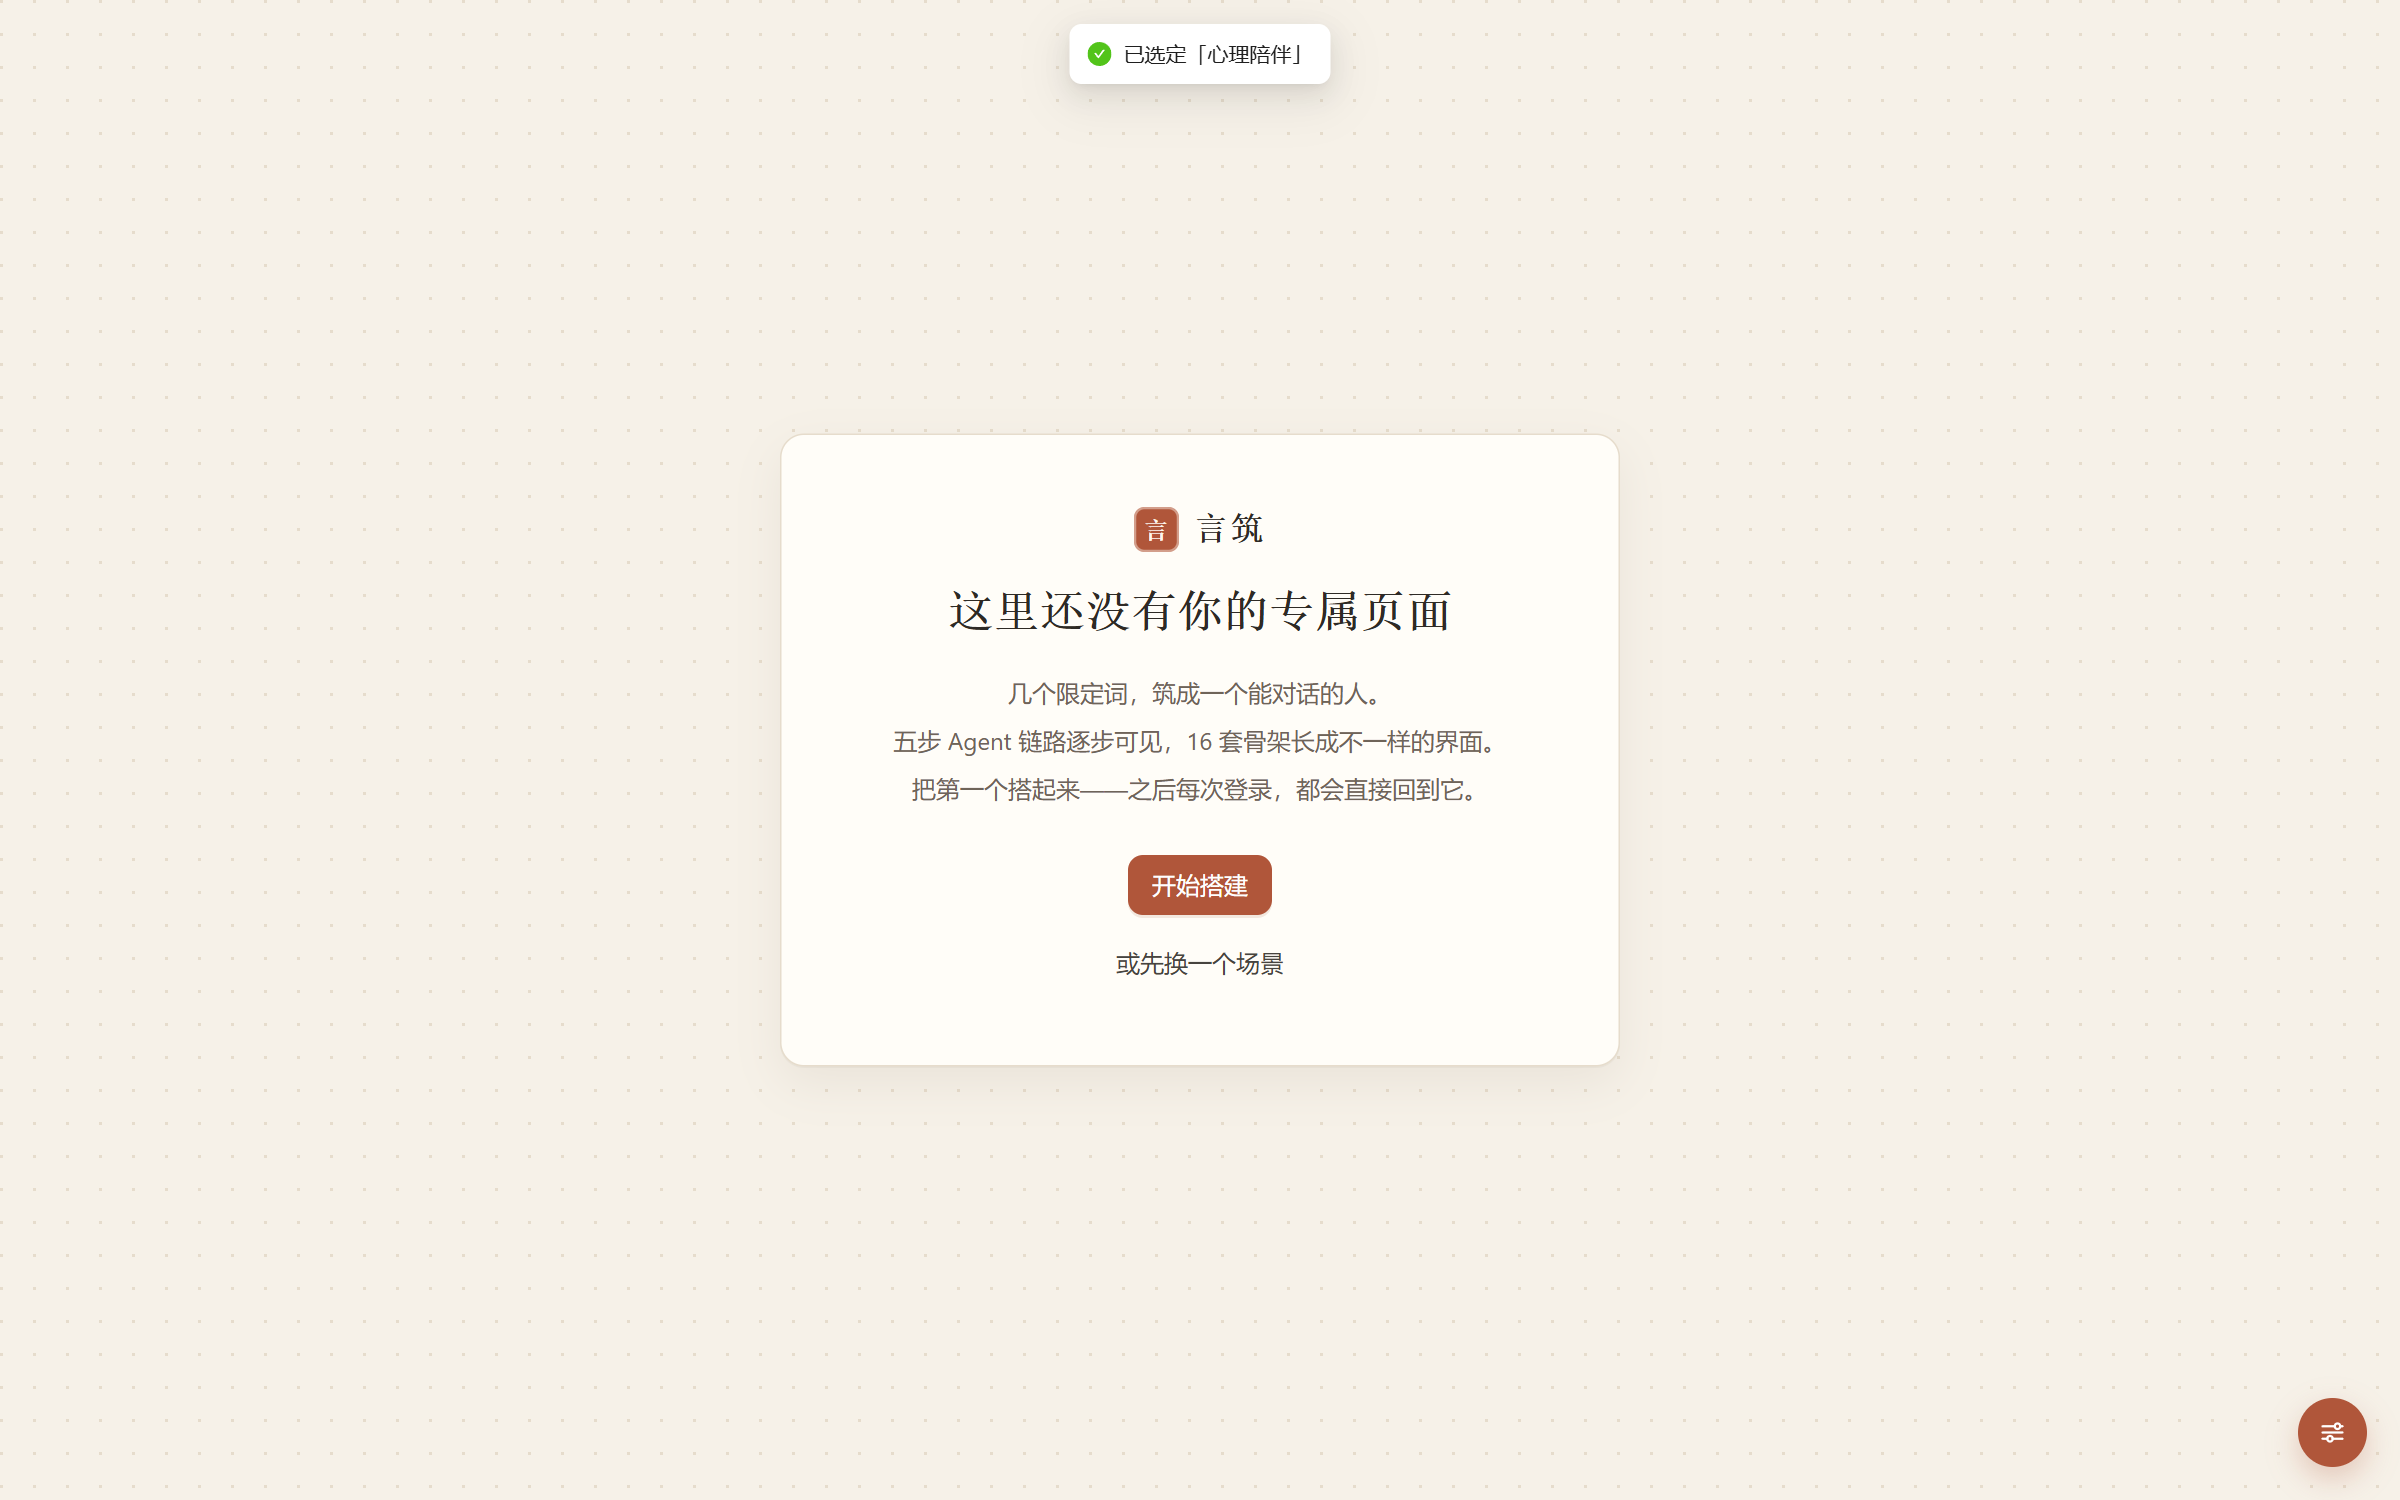 已选定「心理陪伴」
言 言筑
这里还没有你的专属页面
几个限定词，筑成一个能对话的人。
五步 Agent 链路逐步可见，16 套骨架长成不一样的界面。
把第一个搭起来——之后每次登录，都会直接回到它。
开始搭建
或先换一个场景